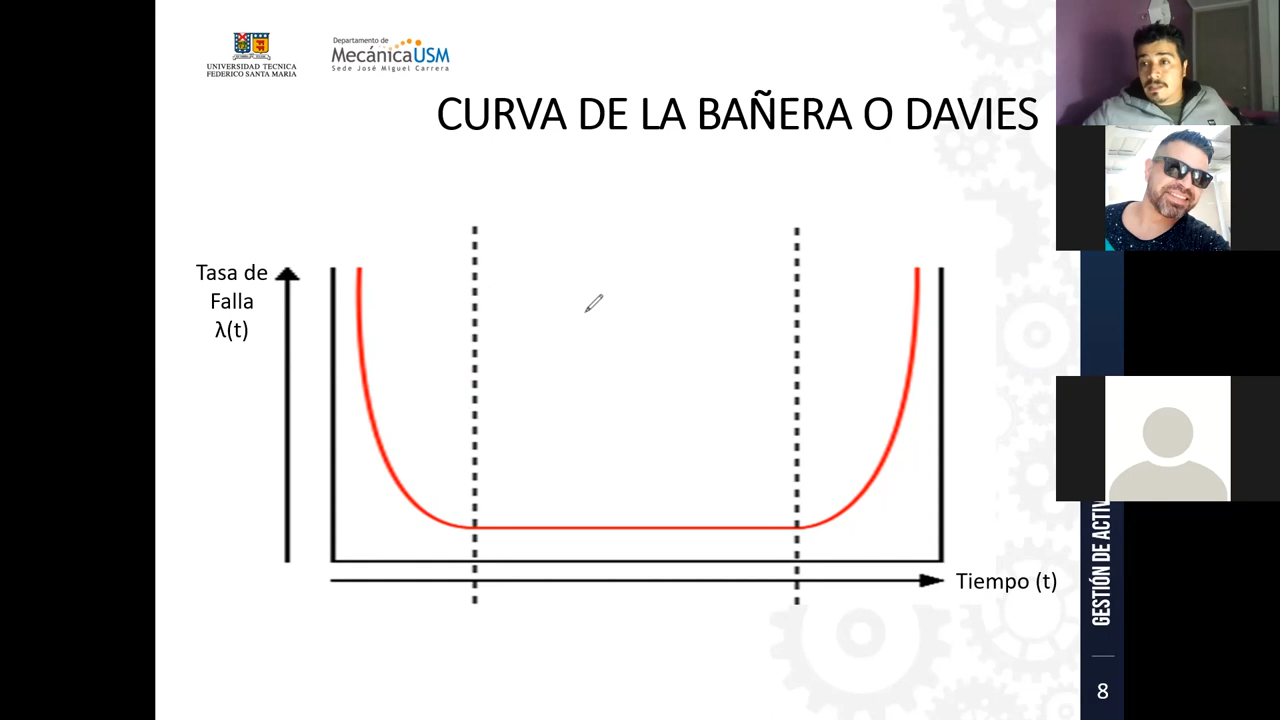 UNIVERSIDAD TECNICA
FEDERICO SANTA MARIA
Departamento de
MecánicaUSM
Sede José Miguel Carrera
CURVA DE LA BAÑERA O DAVIES
Tasa de
Falla
λ(t)
Tiempo (t)
GESTIÓN DE ACTIV
8